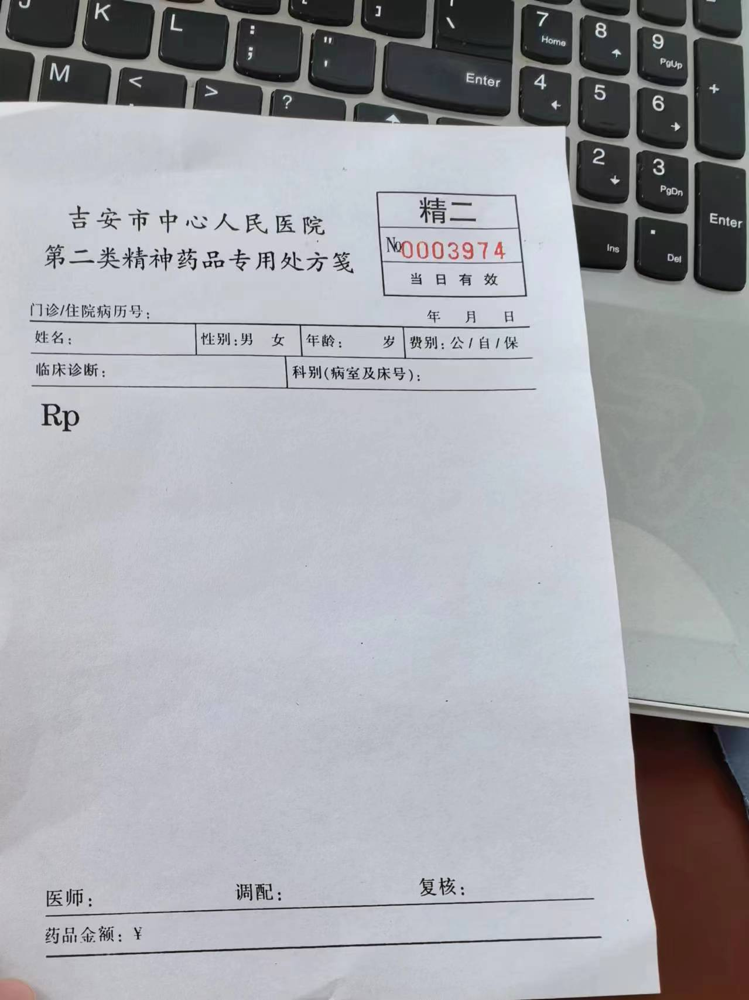 J K L : ; " ' ] \ 7 Home 8 9 PgUp +
M < > ? Enter 4 5 6
2 3 PgDn Enter
Ins . Del
吉安市中心人民医院
第二类精神药品专用处方笺
精二
№0003974
当日有效
门诊/住院病历号： 年 月 日
姓名： 性别：男 女 年龄： 岁 费别：公/自/保
临床诊断： 科别(病室及床号)：
Rp
医师： 调配： 复核：
药品金额：￥